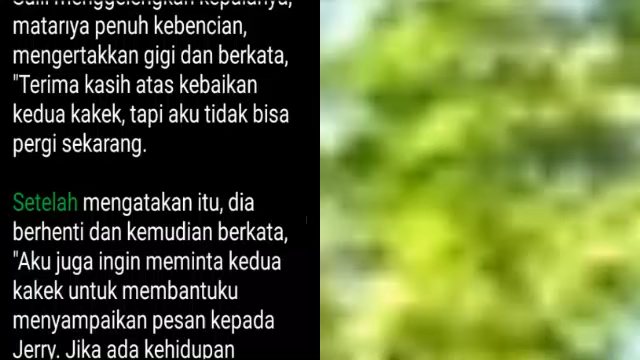 menggelengkan kepalanya,
matanya penuh kebencian,
mengertakkan gigi dan berkata,
"Terima kasih atas kebaikan
kedua kakek, tapi aku tidak bisa
pergi sekarang.
Setelah mengatakan itu, dia
berhenti dan kemudian berkata,
"Aku juga ingin meminta kedua
kakek untuk membantuku
menyampaikan pesan kepada
Jerry. Jika ada kehidupan